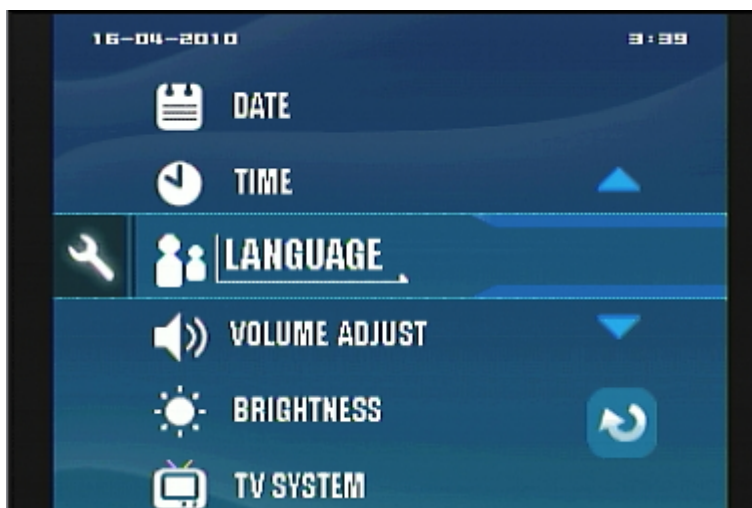 16-04-2010 3:39
DATE
TIME
LANGUAGE
VOLUME ADJUST
BRIGHTNESS
TV SYSTEM